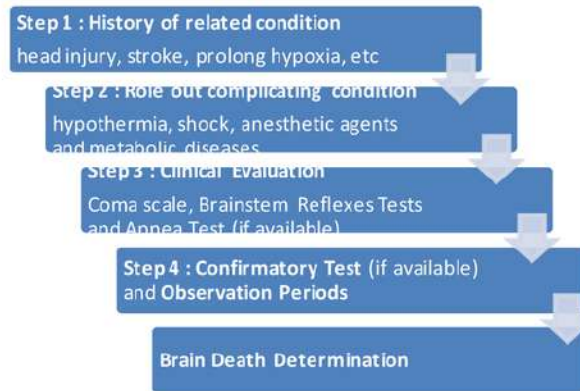 Step 1 : History of related condition
head injury, stroke, prolong hypoxia, etc
Step 2 : Role out complicating condition
hypothermia, shock, anesthetic agents
and metabolic diseases
Step 3 : Clinical Evaluation
Coma scale, Brainstem Reflexes Tests
and Apnea Test (if available)
Step 4 : Confirmatory Test (if available)
and Observation Periods
Brain Death Determination